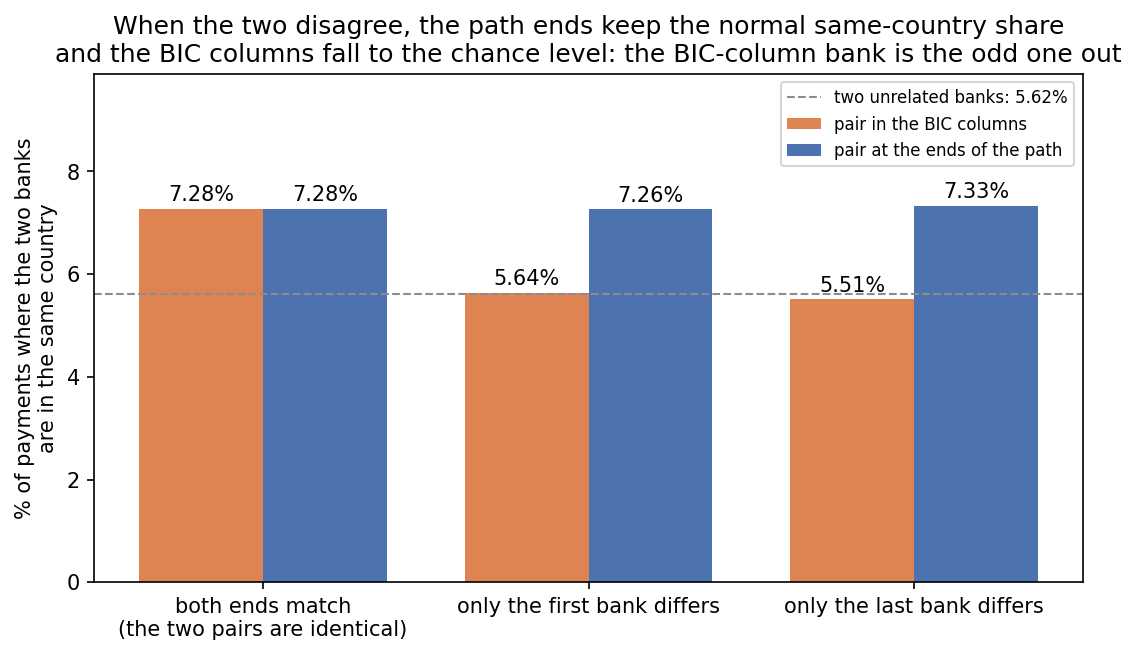 When the two disagree, the path ends keep the normal same-country share
and the BIC columns fall to the chance level: the BIC-column bank is the odd one out
% of payments where the two banks
are in the same country
8
6
4
2
0
two unrelated banks: 5.62%
pair in the BIC columns
pair at the ends of the path
7.28%
7.28%
5.64%
7.26%
5.51%
7.33%
both ends match
(the two pairs are identical)
only the first bank differs
only the last bank differs